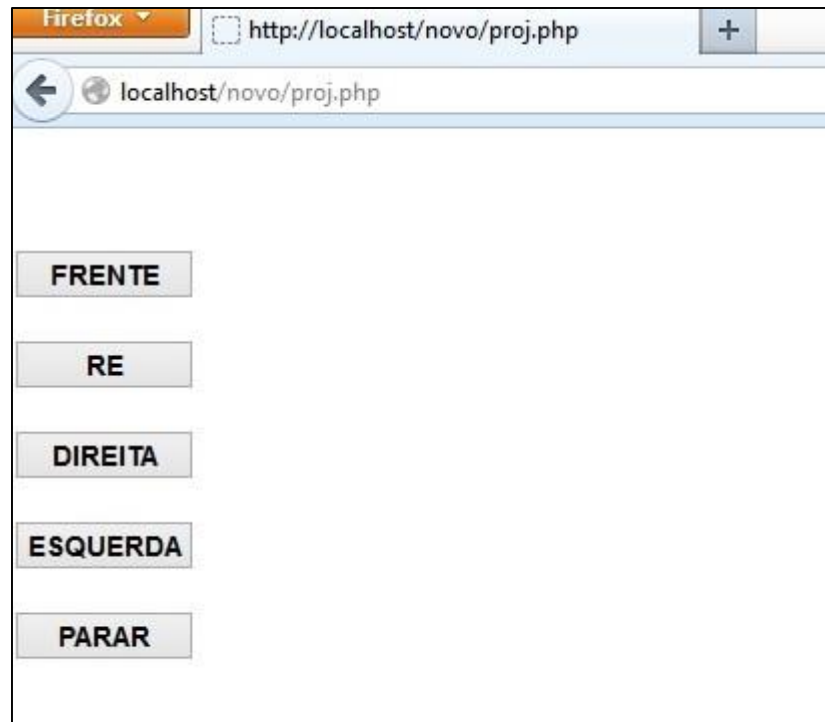 Firefox
http://localhost/novo/proj.php
localhost/novo/proj.php
FRENTE
RE
DIREITA
ESQUERDA
PARAR